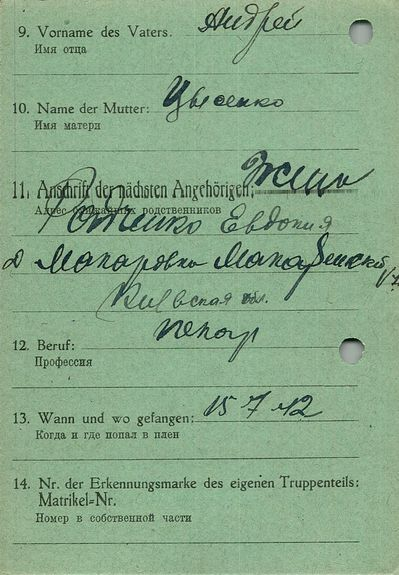 9. Vorname des Vaters. Андрей
Имя отца
10. Name der Mutter: Цысенко
Имя матери
11. Anschrift der nächsten Angehörigen: Жена
Адрес ближайших родственников
Евдокия
д Макаровка Макаровский
Киевская обл.
12. Beruf: пекарь
Профессия
13. Wann und wo gefangen: 15 7 42
Когда и где попал в плен
14. Nr. der Erkennungsmarke des eigenen Truppenteils:
Matrikel-Nr.
Номер в собственной части